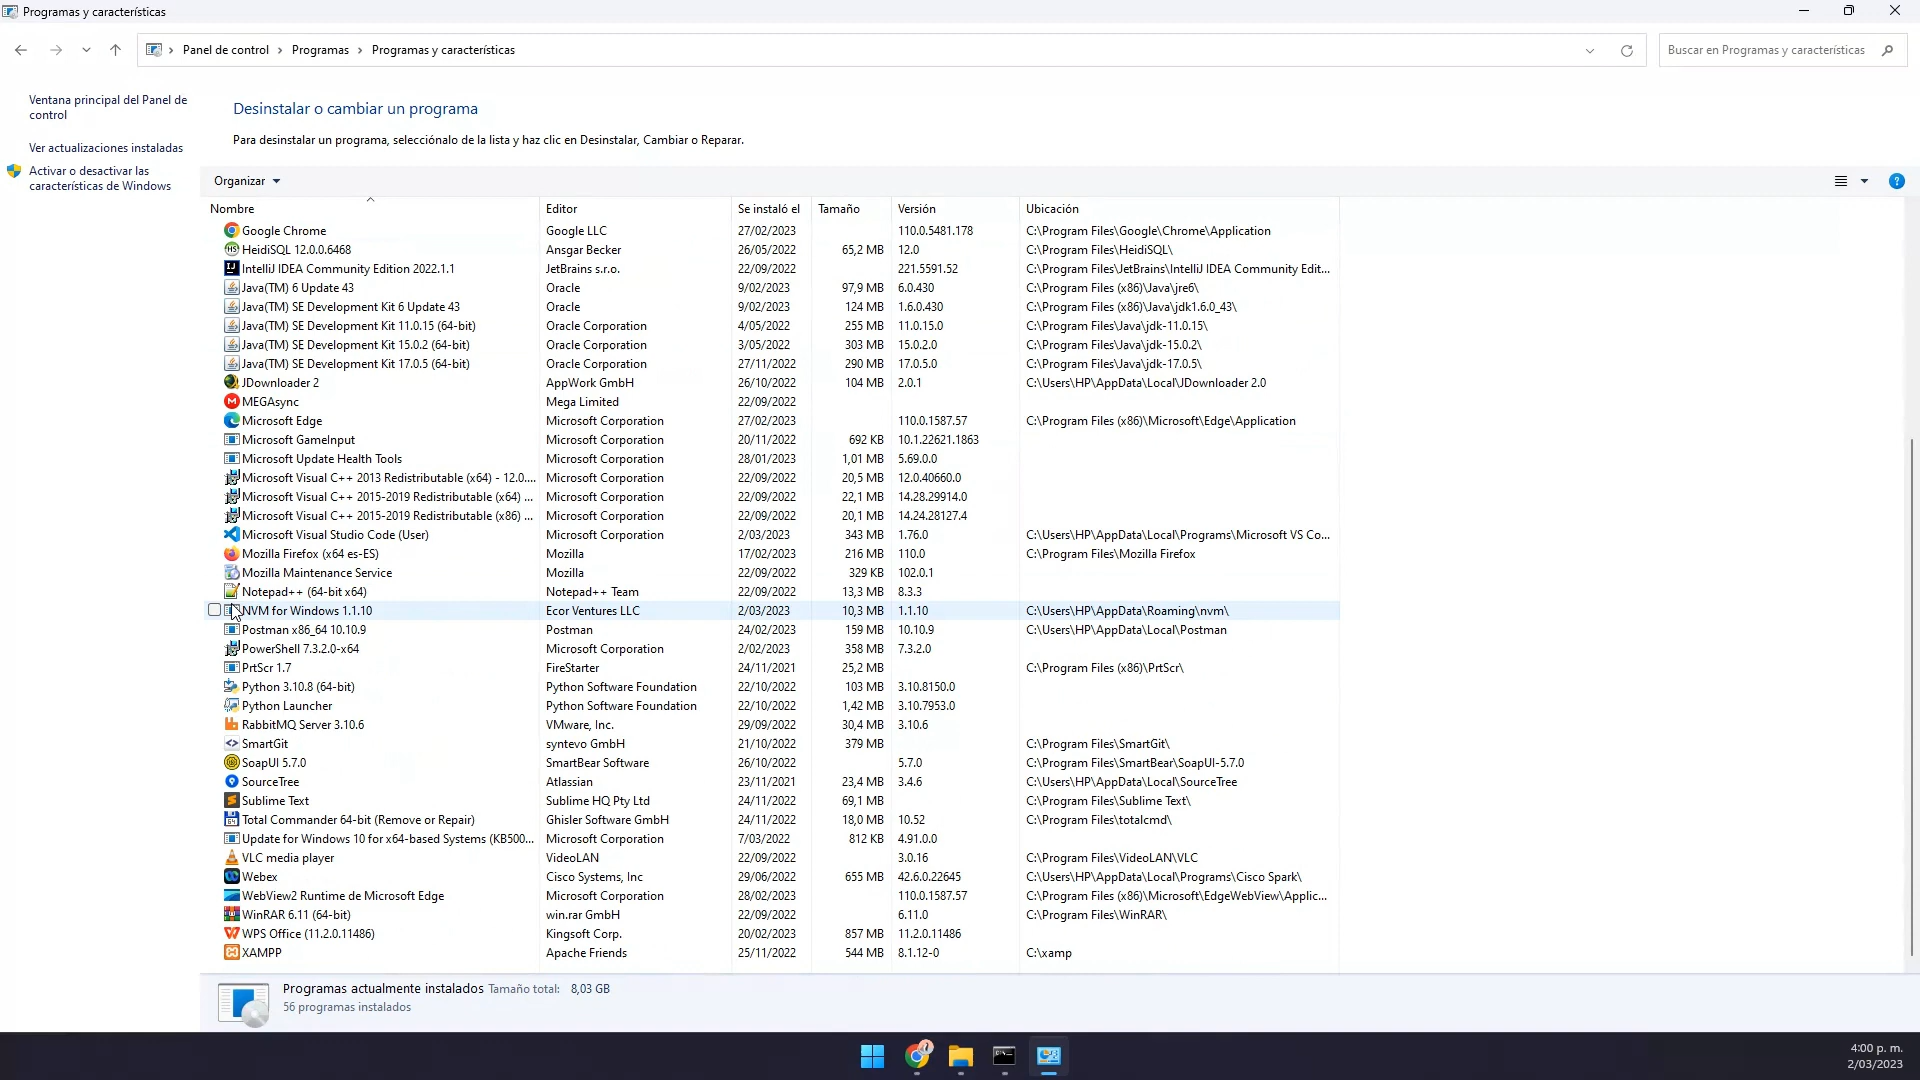 Programas y características
Panel de control › Programas › Programas y características
Buscar en Programas y características
Ventana principal del Panel de
control
Ver actualizaciones instaladas
Activar o desactivar las
características de Windows
Desinstalar o cambiar un programa
Para desinstalar un programa, selecciónalo de la lista y haz clic en Desinstalar, Cambiar o Reparar.
Organizar
Nombre Editor Se instaló el Tamaño Versión Ubicación
Google Chrome Google LLC 27/02/2023 110.0.5481.178 C:\Program Files\Google\Chrome\Application
HeidiSQL 12.0.0.6468 Ansgar Becker 26/05/2022 65,2 MB 12.0 C:\Program Files\HeidiSQL\
IntelliJ IDEA Community Edition 2022.1.1 JetBrains s.r.o. 22/09/2022 221.5591.52 C:\Program Files\JetBrains\IntelliJ IDEA Community Edit...
Java(TM) 6 Update 43 Oracle 9/02/2023 97,9 MB 6.0.430 C:\Program Files (x86)\Java\jre6\
Java(TM) SE Development Kit 6 Update 43 Oracle 9/02/2023 124 MB 1.6.0.430 C:\Program Files (x86)\Java\jdk1.6.0_43\
Java(TM) SE Development Kit 11.0.15 (64-bit) Oracle Corporation 4/05/2022 255 MB 11.0.15.0 C:\Program Files\Java\jdk-11.0.15\
Java(TM) SE Development Kit 15.0.2 (64-bit) Oracle Corporation 3/05/2022 303 MB 15.0.2.0 C:\Program Files\Java\jdk-15.0.2\
Java(TM) SE Development Kit 17.0.5 (64-bit) Oracle Corporation 27/11/2022 290 MB 17.0.5.0 C:\Program Files\Java\jdk-17.0.5\
JDownloader 2 AppWork GmbH 26/10/2022 104 MB 2.0.1 C:\Users\HP\AppData\Local\JDownloader 2.0
MEGAsync Mega Limited 22/09/2022
Microsoft Edge Microsoft Corporation 27/02/2023 110.0.1587.57 C:\Program Files (x86)\Microsoft\Edge\Application
Microsoft GameInput Microsoft Corporation 20/11/2022 692 KB 10.1.22621.1863
Microsoft Update Health Tools Microsoft Corporation 28/01/2023 1,01 MB 5.69.0.0
Microsoft Visual C++ 2013 Redistributable (x64) - 12.0.... Microsoft Corporation 22/09/2022 20,5 MB 12.0.40660.0
Microsoft Visual C++ 2015-2019 Redistributable (x64) ... Microsoft Corporation 22/09/2022 22,1 MB 14.28.29914.0
Microsoft Visual C++ 2015-2019 Redistributable (x86) ... Microsoft Corporation 22/09/2022 20,1 MB 14.24.28127.4
Microsoft Visual Studio Code (User) Microsoft Corporation 2/03/2023 343 MB 1.76.0 C:\Users\HP\AppData\Local\Programs\Microsoft VS Co...
Mozilla Firefox (x64 es-ES) Mozilla 17/02/2023 216 MB 110.0 C:\Program Files\Mozilla Firefox
Mozilla Maintenance Service Mozilla 22/09/2022 329 KB 102.0.1
Notepad++ (64-bit x64) Notepad++ Team 22/09/2022 13,3 MB 8.3.3
NVM for Windows 1.1.10 Ecor Ventures LLC 2/03/2023 10,3 MB 1.1.10 C:\Users\HP\AppData\Roaming\nvm\
Postman x86_64 10.10.9 Postman 24/02/2023 159 MB 10.10.9 C:\Users\HP\AppData\Local\Postman
PowerShell 7.3.2.0-x64 Microsoft Corporation 2/02/2023 358 MB 7.3.2.0
PrtScr 1.7 FireStarter 24/11/2021 25,2 MB C:\Program Files (x86)\PrtScr\
Python 3.10.8 (64-bit) Python Software Foundation 22/10/2022 103 MB 3.10.8150.0
Python Launcher Python Software Foundation 22/10/2022 1,42 MB 3.10.7953.0
RabbitMQ Server 3.10.6 VMware, Inc. 29/09/2022 30,4 MB 3.10.6
SmartGit syntevo GmbH 21/10/2022 379 MB C:\Program Files\SmartGit\
SoapUI 5.7.0 SmartBear Software 26/10/2022 5.7.0 C:\Program Files\SmartBear\SoapUI-5.7.0
SourceTree Atlassian 23/11/2021 23,4 MB 3.4.6 C:\Users\HP\AppData\Local\SourceTree
Sublime Text Sublime HQ Pty Ltd 24/11/2022 69,1 MB C:\Program Files\Sublime Text\
Total Commander 64-bit (Remove or Repair) Ghisler Software GmbH 24/11/2022 18,0 MB 10.52 C:\Program Files\totalcmd\
Update for Windows 10 for x64-based Systems (KB500... Microsoft Corporation 7/03/2022 812 KB 4.91.0.0
VLC media player VideoLAN 22/09/2022 3.0.16 C:\Program Files\VideoLAN\VLC
Webex Cisco Systems, Inc 29/06/2022 655 MB 42.6.0.22645 C:\Users\HP\AppData\Local\Programs\Cisco Spark\
WebView2 Runtime de Microsoft Edge Microsoft Corporation 28/02/2023 110.0.1587.57 C:\Program Files (x86)\Microsoft\EdgeWebView\Applic...
WinRAR 6.11 (64-bit) win.rar GmbH 22/09/2022 6.11.0 C:\Program Files\WinRAR\
WPS Office (11.2.0.11486) Kingsoft Corp. 20/02/2023 857 MB 11.2.0.11486
XAMPP Apache Friends 25/11/2022 544 MB 8.1.12-0 C:\xamp
Programas actualmente instalados Tamaño total: 8,03 GB
56 programas instalados
4:00 p. m.
2/03/2023